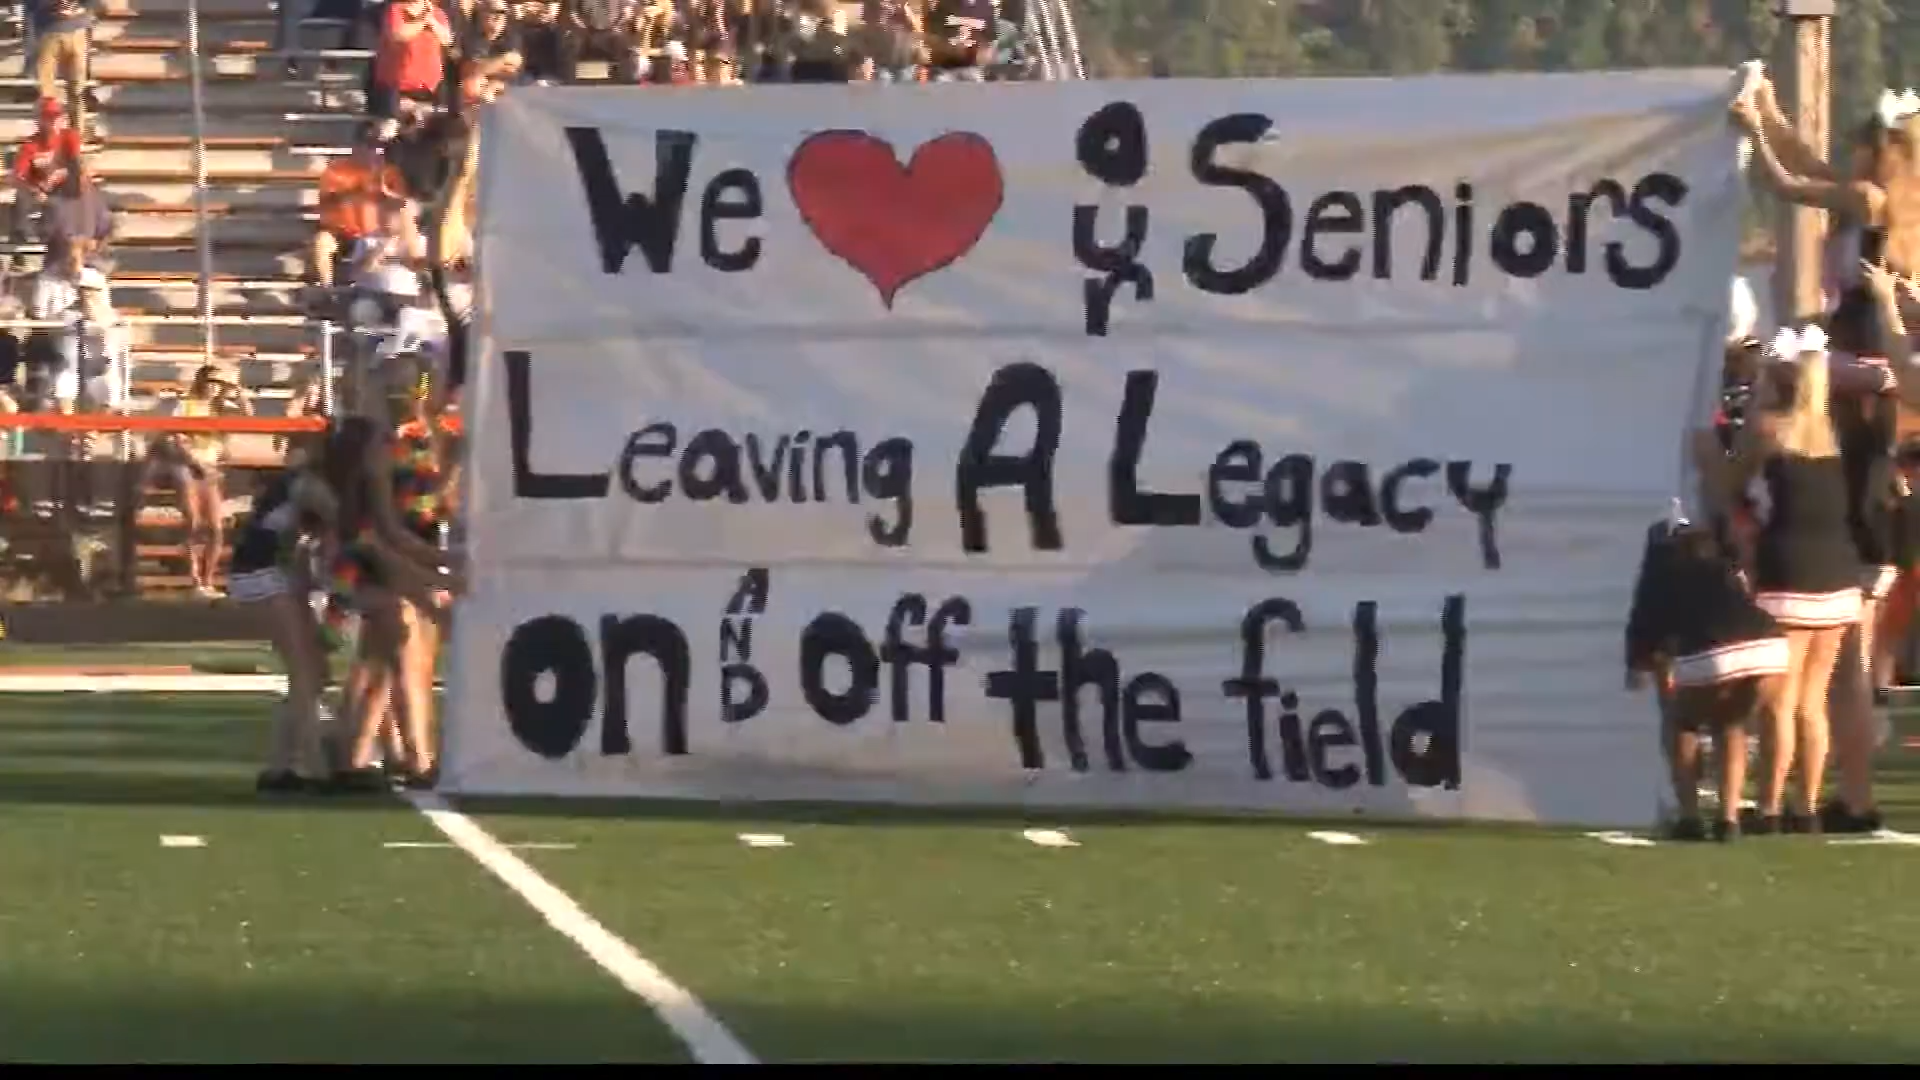 We ❤ our Seniors
Leaving A Legacy
on AND off the field